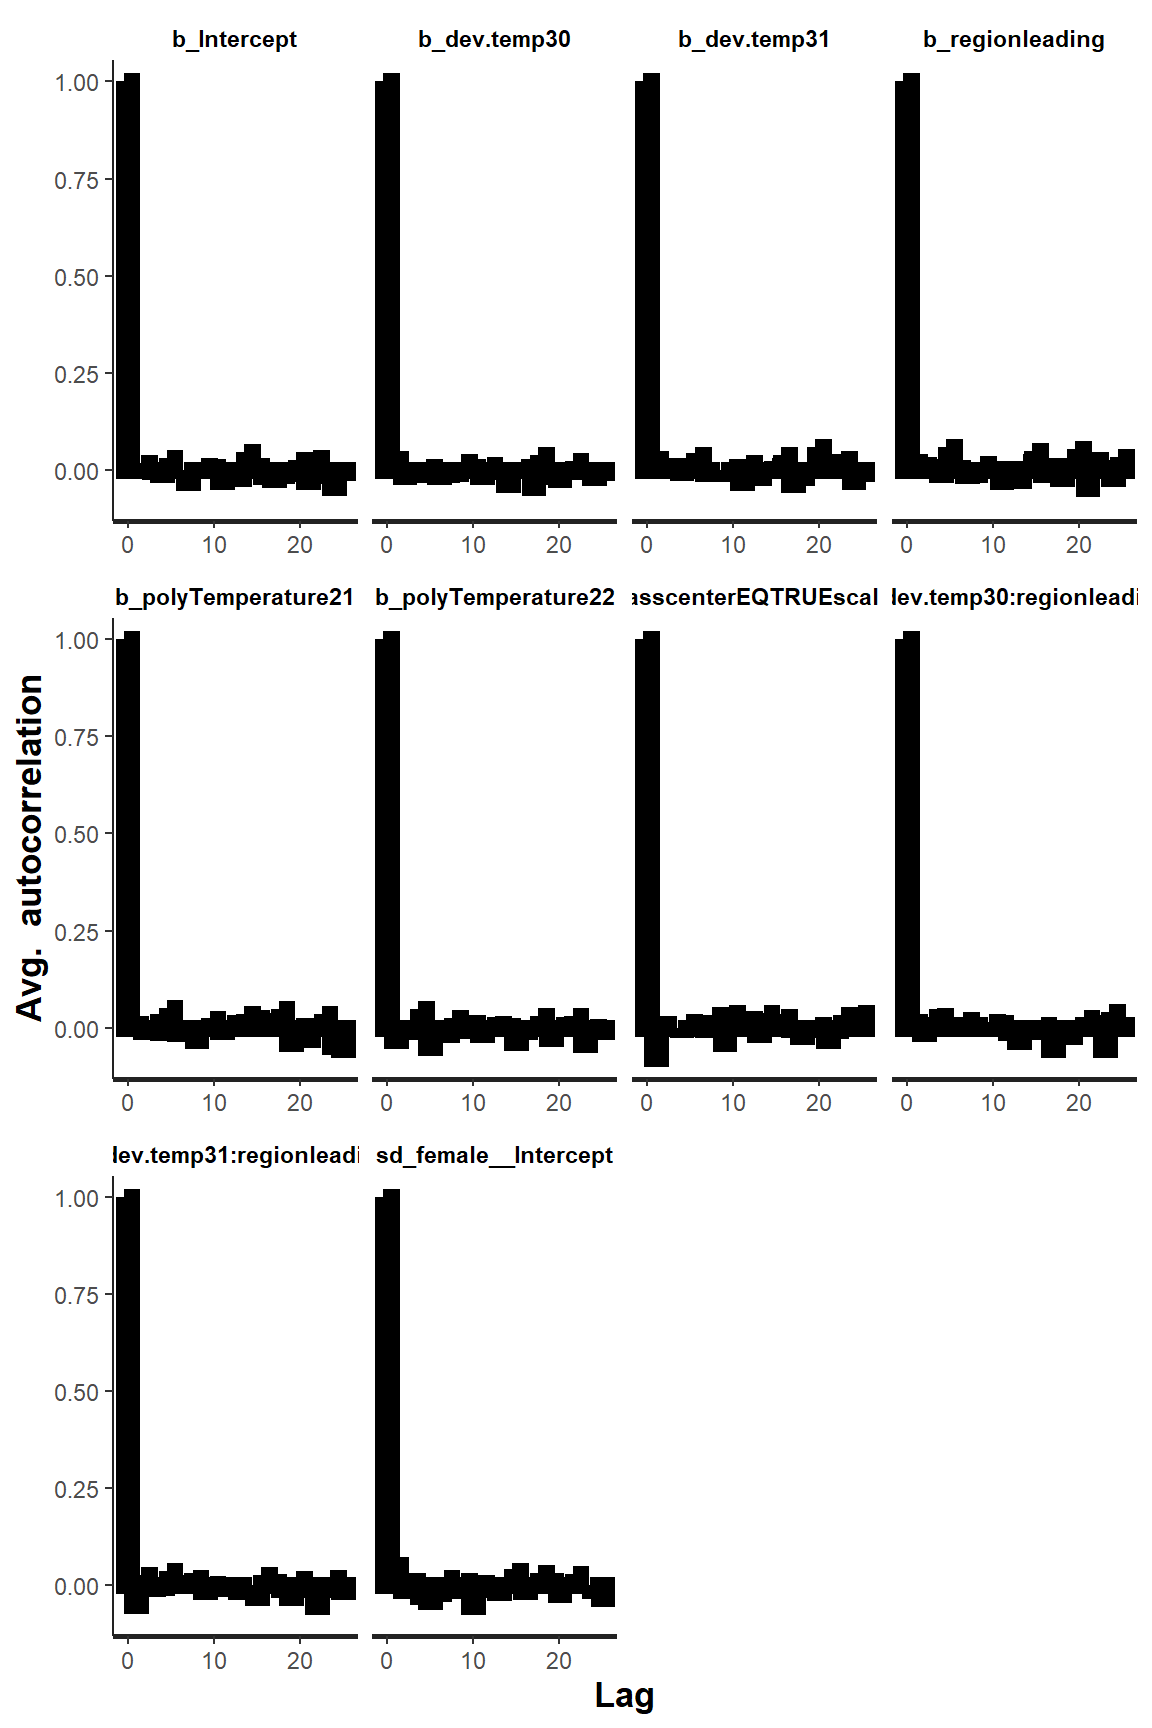 b_Intercept b_dev.temp30 b_dev.temp31 b_regionleading
1.00
0.75
0.50
0.25
0.00
0 10 20 0 10 20 0 10 20 0 10 20
b_polyTemperature21 b_polyTemperature22 asscenterEQTRUEscal dev.temp30:regionleadi
1.00
0.75
0.50
0.25
0.00
0 10 20 0 10 20 0 10 20 0 10 20
dev.temp31:regionleadi sd_female__Intercept
1.00
0.75
0.50
0.25
0.00
0 10 20 0 10 20
Avg. autocorrelation
Lag